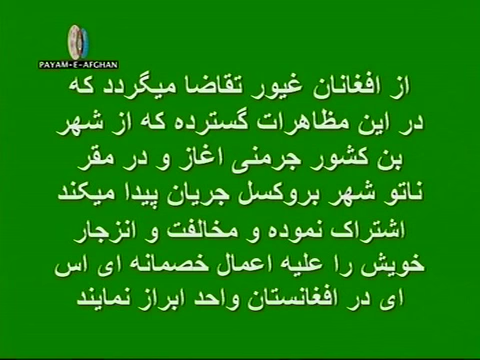 PAYAM-E-AFGHAN
از افغانان غیور تقاضا میگردد که
در این مظاهرات گسترده که از شهر
بن کشور جرمنی اغاز و در مقر
ناتو شهر بروکسل جریان پیدا میکند
اشتراک نموده و مخالفت و انزجار
خویش را علیه اعمال خصمانه ای اس
ای در افغانستان واحد ابراز نمایند